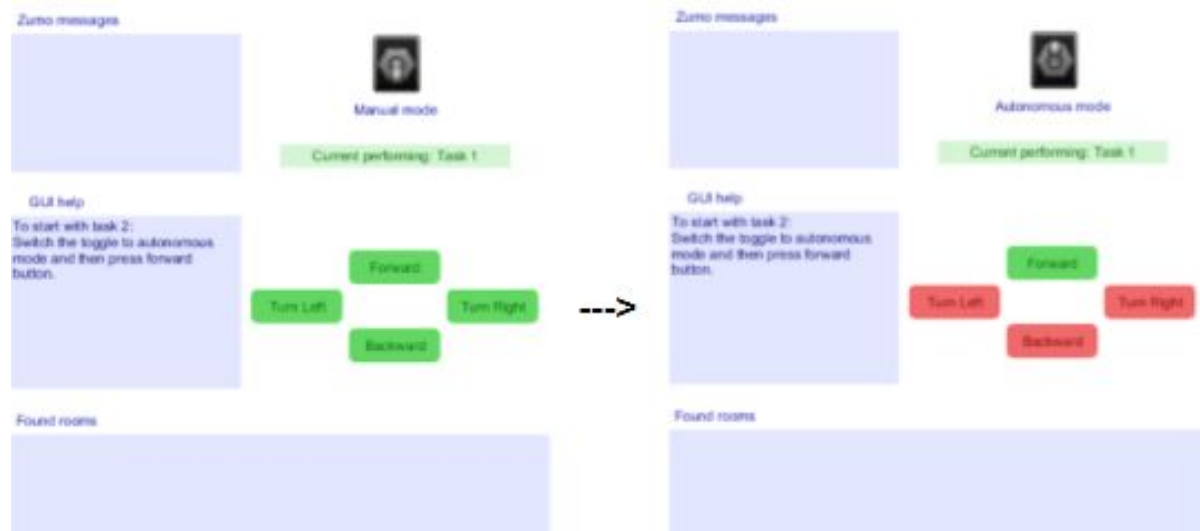 Zumo messages
Manual mode
Current performing: Task 1
GUI help
To start with task 2:
Switch the toggle to autonomous
mode and then press forward
button.
Forward
Turn Left
Turn Right
Backward
Found rooms
--->
Zumo messages
Autonomous mode
Current performing: Task 1
GUI help
To start with task 2:
Switch the toggle to autonomous
mode and then press forward
button.
Forward
Turn Left
Turn Right
Backward
Found rooms